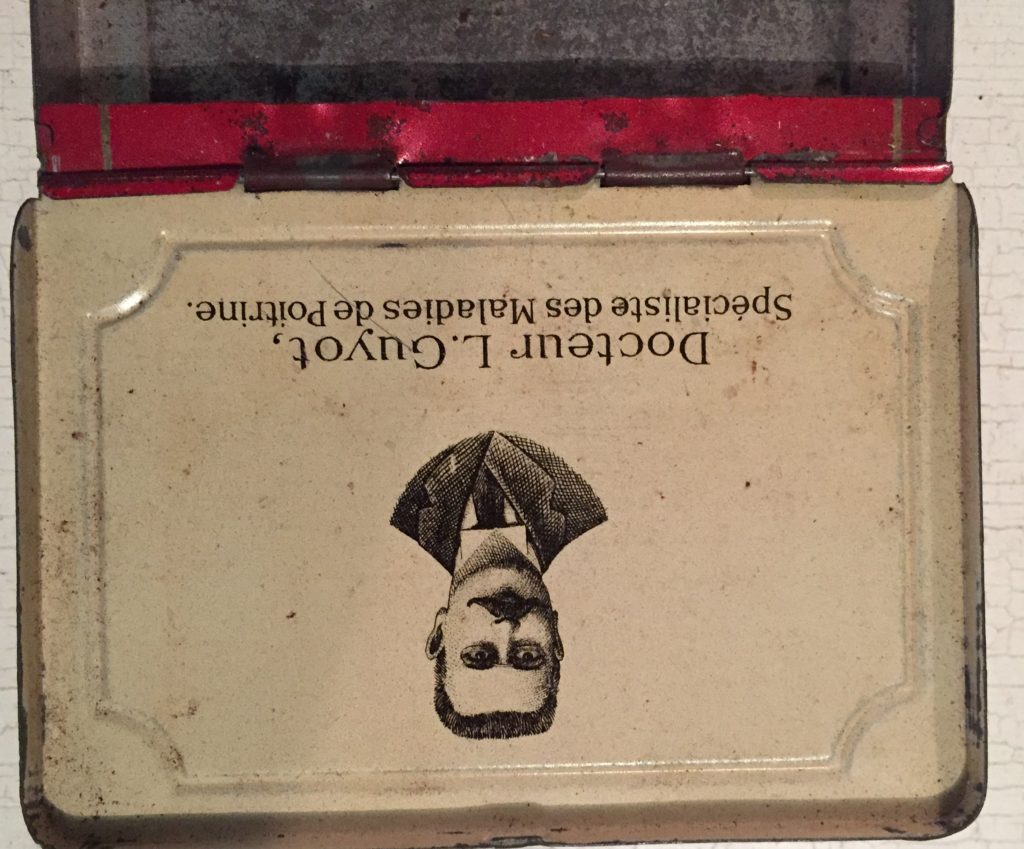 Docteur L. Guyot,
Spécialiste des Maladies de Poitrine.